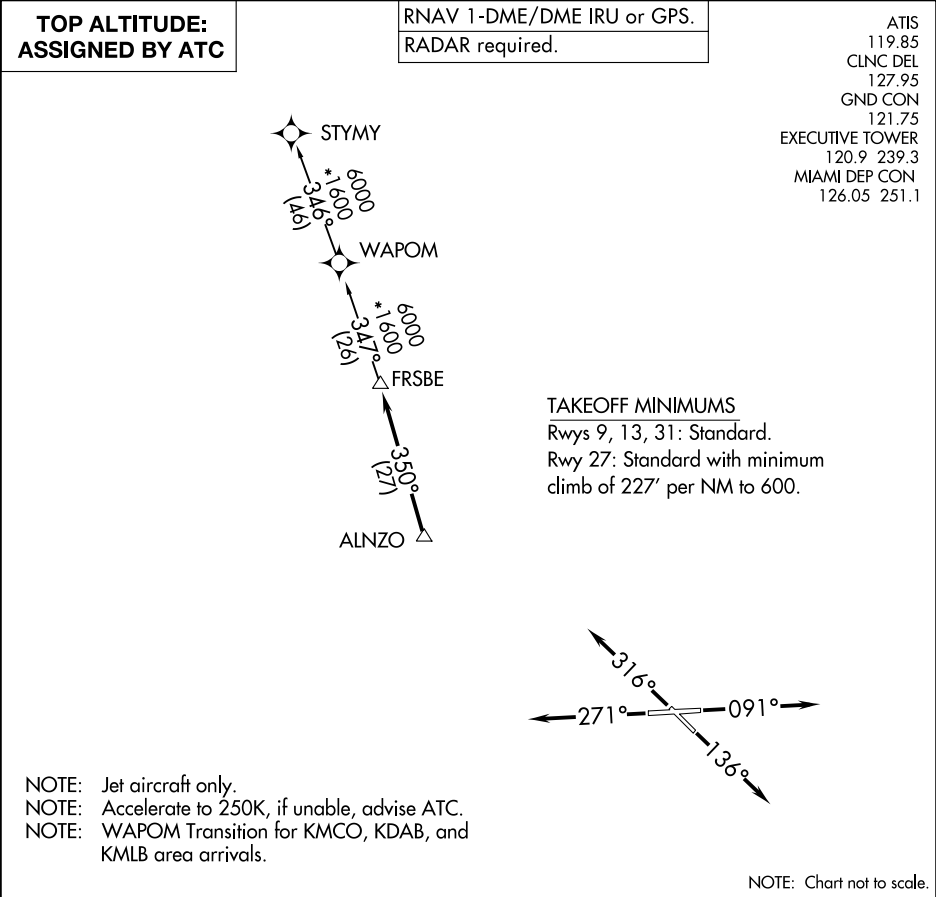 TOP ALTITUDE:
ASSIGNED BY ATC
RNAV 1-DME/DME IRU or GPS.
RADAR required.
ATIS
119.85
CLNC DEL
127.95
GND CON
121.75
EXECUTIVE TOWER
120.9 239.3
MIAMI DEP CON
126.05 251.1
STYMY
6000
*1600
346°
(46)
WAPOM
6000
*1600
347°
(26)
FRSBE
350°
(27)
ALNZO
TAKEOFF MINIMUMS
Rwys 9, 13, 31: Standard.
Rwy 27: Standard with minimum
climb of 227' per NM to 600.
316°
271°
091°
136°
NOTE: Jet aircraft only.
NOTE: Accelerate to 250K, if unable, advise ATC.
NOTE: WAPOM Transition for KMCO, KDAB, and
KMLB area arrivals.
NOTE: Chart not to scale.